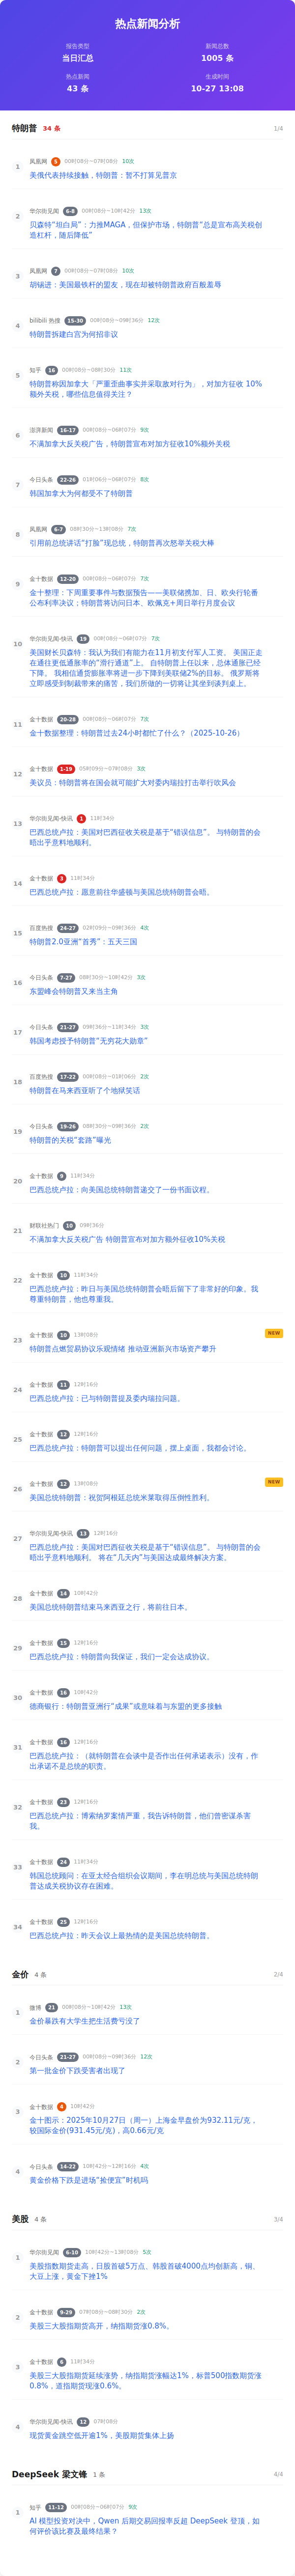 热点新闻分析
报告类型
当日汇总
新闻总数
1005 条
热点新闻
43 条
生成时间
10-27 13:08
特朗普 34 条 1/4
1
凤凰网 5 00时08分~07时08分 10次
美俄代表持续接触，特朗普：暂不打算见普京
2
华尔街见闻 6-8 00时08分~10时42分 13次
贝森特“坦白局”：力推MAGA，但保护市场，特朗普“总是宣布高关税创
造杠杆，随后降低”
3
凤凰网 7 00时08分~07时08分 10次
胡锡进：美国最铁杆的盟友，现在却被特朗普政府百般羞辱
4
bilibili 热搜 15-30 00时08分~09时36分 12次
特朗普拆建白宫为何招非议
5
知乎 16 00时08分~08时30分 11次
特朗普称因加拿大「严重歪曲事实并采取敌对行为」，对加方征收 10%
额外关税，哪些信息值得关注？
6
澎湃新闻 16-17 00时08分~06时07分 9次
不满加拿大反关税广告，特朗普宣布对加方征收10%额外关税
7
今日头条 22-26 01时06分~06时07分 8次
韩国加拿大为何都受不了特朗普
8
凤凰网 6-7 08时30分~13时08分 7次
引用前总统讲话“打脸”现总统，特朗普再次怒举关税大棒
9
金十数据 12-20 00时08分~06时07分 7次
金十整理：下周重要事件与数据预告——美联储携加、日、欧央行轮番
公布利率决议；特朗普将访问日本、欧佩克+周日举行月度会议
10
华尔街见闻-快讯 19 00时08分~06时07分 7次
美国财长贝森特：我认为我们有能力在11月初支付军人工资。 美国正走
在通往更低通胀率的“滑行通道”上。 自特朗普上任以来，总体通胀已经
下降。 我相信通货膨胀率将进一步下降到美联储2%的目标。 俄罗斯将
立即感受到制裁带来的痛苦，我们所做的一切将让其坐到谈判桌上。
11
金十数据 20-28 00时08分~06时07分 7次
金十数据整理：特朗普过去24小时都忙了什么？（2025-10-26）
12
金十数据 1-19 05时09分~07时08分 3次
美议员：特朗普将在国会就可能扩大对委内瑞拉打击举行吹风会
13
华尔街见闻-快讯 1 11时34分
巴西总统卢拉：美国对巴西征收关税是基于“错误信息”。 与特朗普的会
晤出乎意料地顺利。
14
金十数据 3 11时34分
巴西总统卢拉：愿意前往华盛顿与美国总统特朗普会晤。
15
百度热搜 24-27 02时09分~09时36分 4次
特朗普2.0亚洲“首秀”：五天三国
16
今日头条 7-27 08时30分~10时42分 3次
东盟峰会特朗普又来当主角
17
今日头条 21-27 09时36分~11时34分 3次
韩国考虑授予特朗普“无穷花大勋章”
18
百度热搜 17-22 00时08分~01时06分 2次
特朗普在马来西亚听了个地狱笑话
19
今日头条 19-26 08时30分~09时36分 2次
特朗普的关税“套路”曝光
20
金十数据 9 11时34分
巴西总统卢拉：向美国总统特朗普递交了一份书面议程。
21
财联社热门 10 09时36分
不满加拿大反关税广告 特朗普宣布对加方额外征收10%关税
22
金十数据 10 11时34分
巴西总统卢拉：昨日与美国总统特朗普会晤后留下了非常好的印象。我
尊重特朗普，他也尊重我。
23
金十数据 10 13时08分 NEW
特朗普点燃贸易协议乐观情绪 推动亚洲新兴市场资产攀升
24
金十数据 11 12时16分
巴西总统卢拉：已与特朗普提及委内瑞拉问题。
25
金十数据 12 12时16分
巴西总统卢拉：特朗普可以提出任何问题，摆上桌面，我都会讨论。
26
金十数据 12 13时08分 NEW
美国总统特朗普：祝贺阿根廷总统米莱取得压倒性胜利。
27
华尔街见闻-快讯 13 12时16分
巴西总统卢拉：美国对巴西征收关税是基于“错误信息”。 与特朗普的会
晤出乎意料地顺利。 将在“几天内”与美国达成最终解决方案。
28
金十数据 14 10时42分
美国总统特朗普结束马来西亚之行，将前往日本。
29
金十数据 15 12时16分
巴西总统卢拉：特朗普向我保证，我们一定会达成协议。
30
金十数据 16 10时42分
德商银行：特朗普亚洲行“成果”或意味着与东盟的更多接触
31
金十数据 16 12时16分
巴西总统卢拉：（就特朗普在会谈中是否作出任何承诺表示）没有，作
出承诺不是总统的职责。
32
金十数据 23 12时16分
巴西总统卢拉：博索纳罗案情严重，我告诉特朗普，他们曾密谋杀害
我。
33
金十数据 24 11时34分
韩国总统顾问：在亚太经合组织会议期间，李在明总统与美国总统特朗
普达成关税协议存在困难。
34
金十数据 25 12时16分
巴西总统卢拉：昨天会议上最热情的是美国总统特朗普。
金价 4 条 2/4
1
微博 21 00时08分~10时42分 13次
金价暴跌有大学生把生活费亏没了
2
今日头条 21-27 00时08分~09时36分 12次
第一批金价下跌受害者出现了
3
金十数据 4 10时42分
金十图示：2025年10月27日（周一）上海金早盘价为932.11元/克，
较国际金价(931.45元/克)，高0.66元/克
4
今日头条 14-22 10时42分~12时16分 4次
黄金价格下跌是进场“捡便宜”时机吗
美股 4 条 3/4
1
华尔街见闻 6-10 10时42分~13时08分 5次
美股指数期货走高，日股首破5万点、韩股首破4000点均创新高，铜、
大豆上涨，黄金下挫1%
2
金十数据 9-29 07时08分~08时30分 2次
美股三大股指期货高开，纳指期货涨0.8%。
3
金十数据 6 11时34分
美股三大股指期货延续涨势，纳指期货涨幅达1%，标普500指数期货涨
0.8%，道指期货现涨0.6%。
4
华尔街见闻-快讯 12 07时08分
现货黄金跳空低开逾1%，美股期货集体上扬
DeepSeek 梁文锋 1 条 4/4
1
知乎 11-12 00时08分~08时07分 9次
AI 模型投资对决中，Qwen 后期交易回报率反超 DeepSeek 登顶，如
何评价该比赛及最终结果？